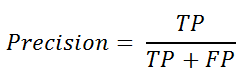 Precision = TP / (TP + FP)